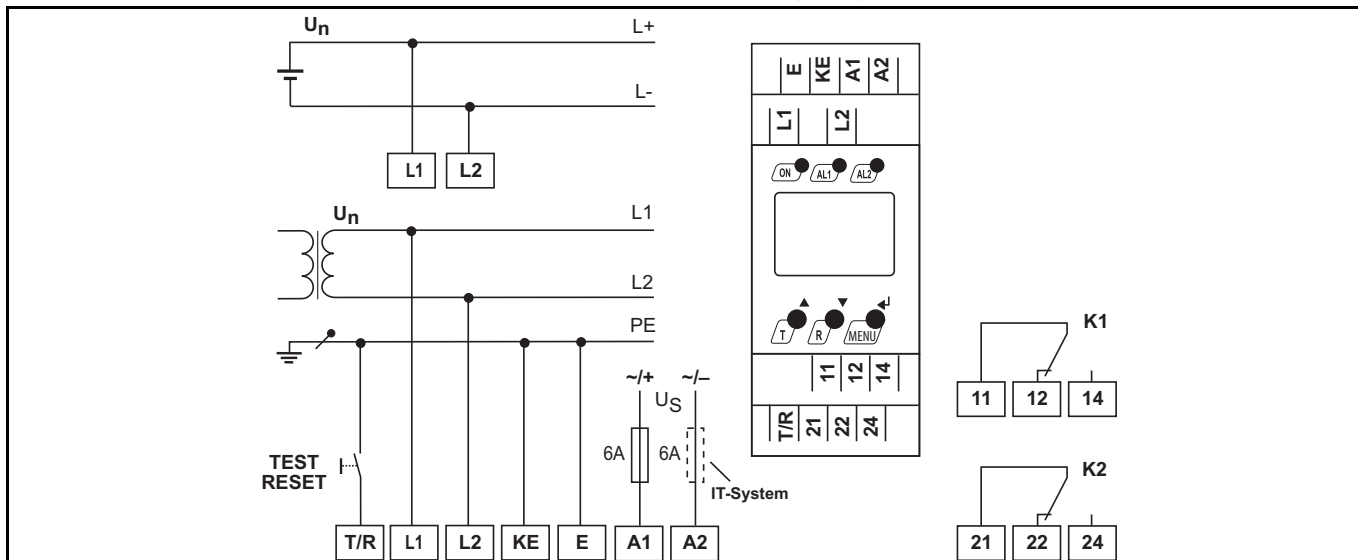 Un L+
L-
L1 L2
Un L1
L2
PE
~/+ ~/–
US
6A 6A
IT-System
TEST
RESET
T/R L1 L2 KE E A1 A2
E KE A1 A2
L1 L2
ON AL1 AL2
▲ ▼ ↵
T R MENU
11 12 14
T/R 21 22 24
K1
11 12 14
K2
21 22 24